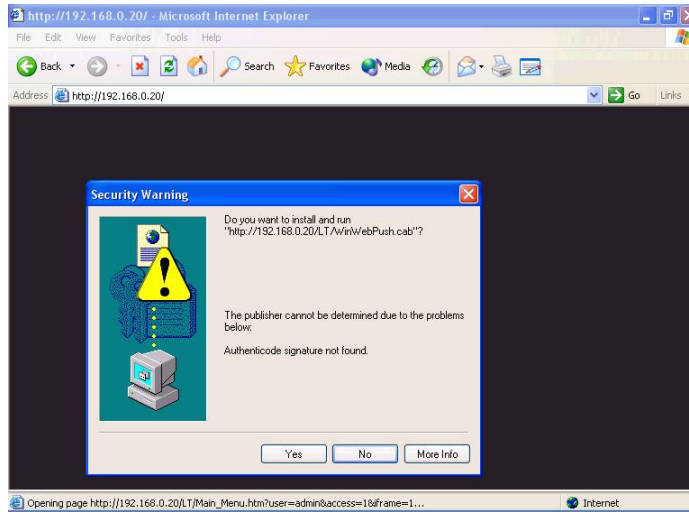 http://192.168.0.20/ - Microsoft Internet Explorer
File Edit View Favorites Tools Help
Back Search Favorites Media
Address http://192.168.0.20/ Go Links
Security Warning
Do you want to install and run
"http://192.168.0.20/LT/WinWebPush.cab"?
The publisher cannot be determined due to the problems
below:
Authenticode signature not found.
Yes No More Info
Opening page http://192.168.0.20/LT/Main_Menu.htm?user=admin&access=1&iframe=1... Internet